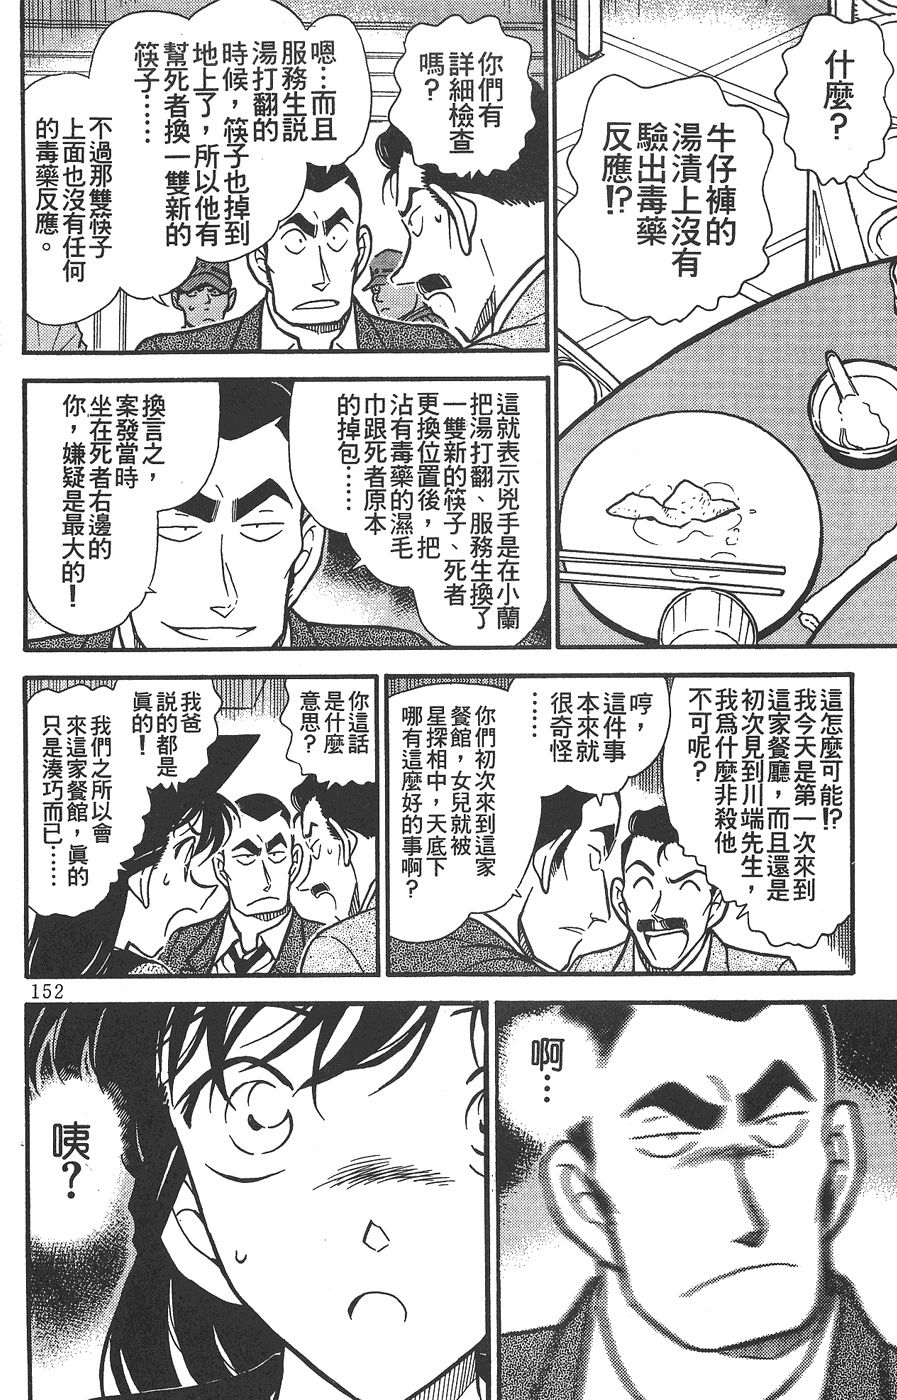 什麼?
牛仔褲的
湯漬上沒有
驗出毒藥
反應!?
你們有
詳細檢查
嗎?
嗯…而且
服務生說
湯打翻的
時候，筷子也掉到
地上了，所以他有
幫死者換一雙新的
筷子……
不過那雙筷子
上面也沒有任何
的毒藥反應。
這就表示兇手是在小蘭
把湯打翻、服務生換了
一雙新的筷子、死者
更換位置後，把
沾有毒藥的濕毛
巾跟死者原本
的掉包……
換言之，
案發當時
坐在死者右邊的
你，嫌疑是最大的!
這怎麼可能!?
我今天是第一次來到
這家餐廳，而且還是
初次見到川端先生，
我爲什麼非殺他
不可呢?
哼，
這件事
本來就
很奇怪
……
你們初次來到這家
餐館，女兒就被
星探相中，天底下
哪有這麼好的事啊?
你這話
是什麼
意思?
我爸
説的都是
眞的!
我們之所以會
來這家餐館，眞的
只是湊巧而已……
152
啊…
咦?